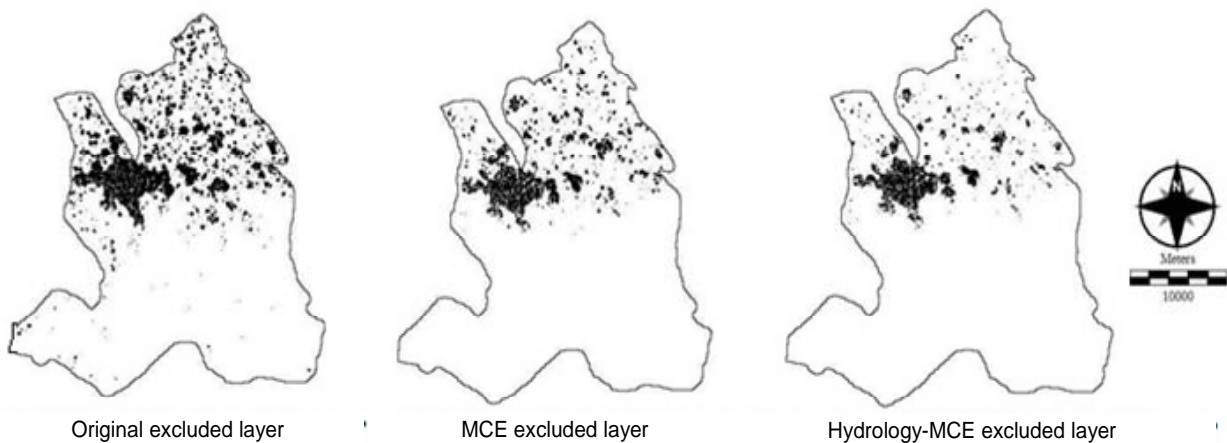 N
Meters
10000
Original excluded layer
MCE excluded layer
Hydrology-MCE excluded layer